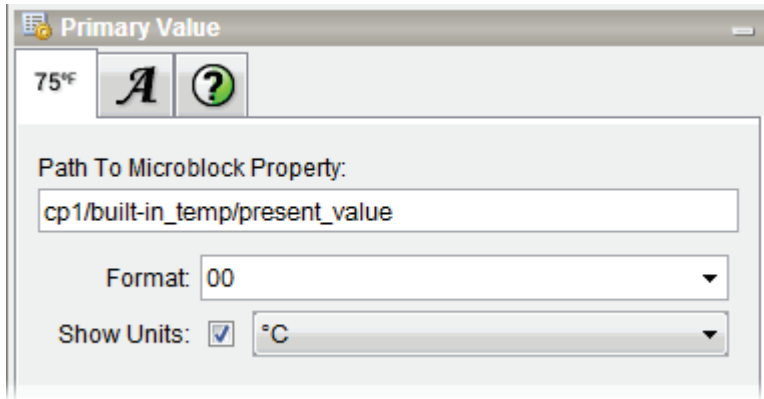 Primary Value
75°F A ?
Path To Microblock Property:
cp1/built-in_temp/present_value
Format: 00
Show Units: °C